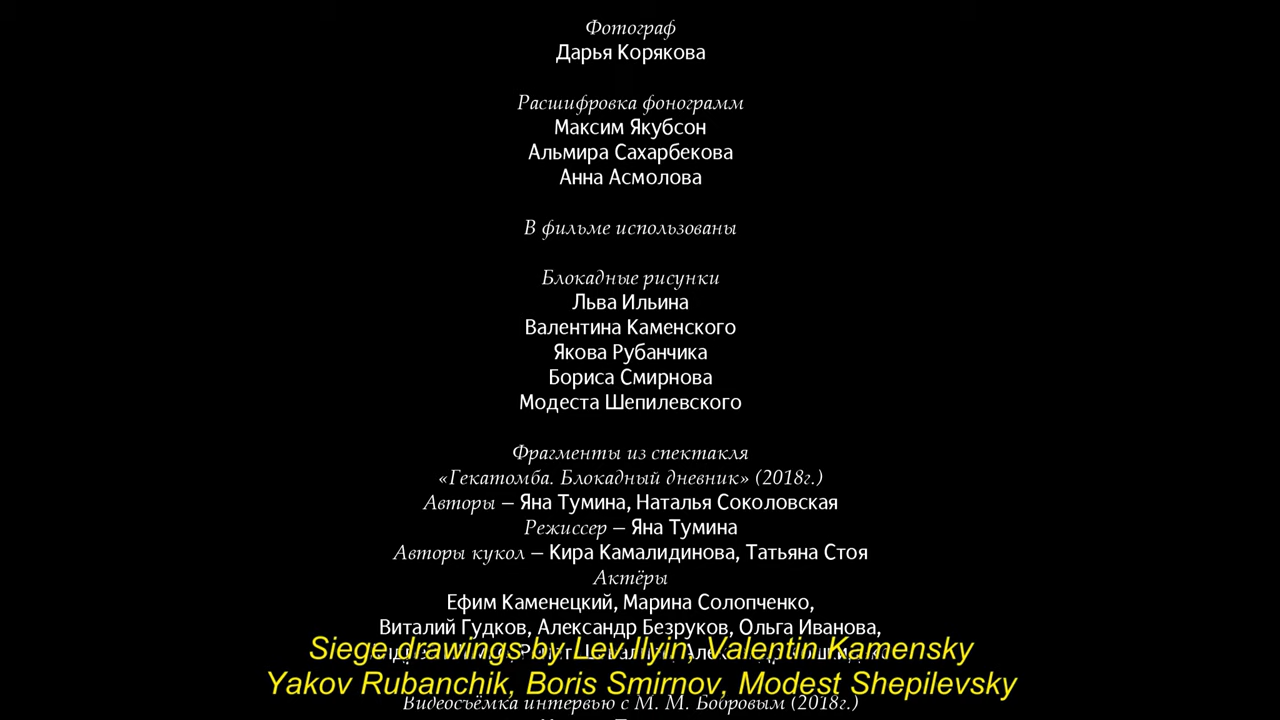 Фотограф
Дарья Корякова
Расшифровка фонограмм
Максим Якубсон
Альмира Сахарбекова
Анна Асмолова
В фильме использованы
Блокадные рисунки
Льва Ильина
Валентина Каменского
Якова Рубанчика
Бориса Смирнова
Модеста Шепилевского
Фрагменты из спектакля
«Гекатомба. Блокадный дневник» (2018г.)
Авторы – Яна Тумина, Наталья Соколовская
Режиссер – Яна Тумина
Авторы кукол – Кира Камалидинова, Татьяна Стоя
Актёры
Ефим Каменецкий, Марина Солопченко,
Виталий Гудков, Александр Безруков, Ольга Иванова,
Siege drawings by Lev Ilyin, Valentin Kamensky
Yakov Rubanchik, Boris Smirnov, Modest Shepilevsky
Видеосъёмка интервью с М. М. Бобровым (2018г.)